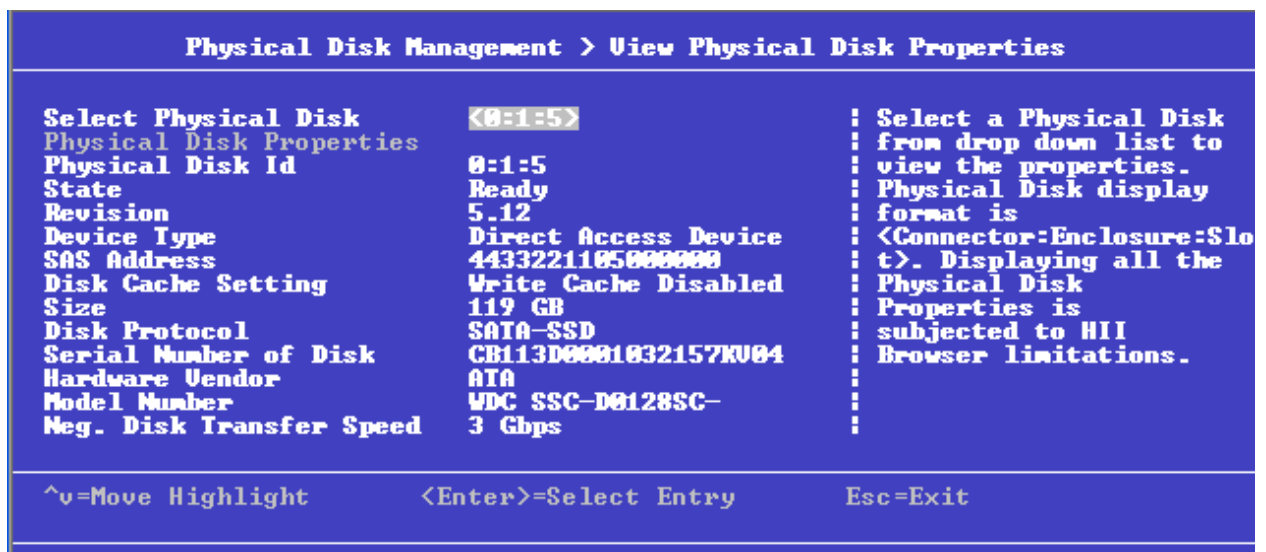 Physical Disk Management > View Physical Disk Properties
Select Physical Disk <0:1:5>
Physical Disk Properties
Physical Disk Id 0:1:5
State Ready
Revision 5.12
Device Type Direct Access Device
SAS Address 4433221105000000
Disk Cache Setting Write Cache Disabled
Size 119 GB
Disk Protocol SATA-SSD
Serial Number of Disk CB113D0001032157KV04
Hardware Vendor ATA
Model Number WDC SSC-D0128SC-
Neg. Disk Transfer Speed 3 Gbps
Select a Physical Disk
from drop down list to
view the properties.
Physical Disk display
format is
<Connector:Enclosure:Slo
t>. Displaying all the
Physical Disk
Properties is
subjected to HII
Browser limitations.
^v=Move Highlight <Enter>=Select Entry Esc=Exit